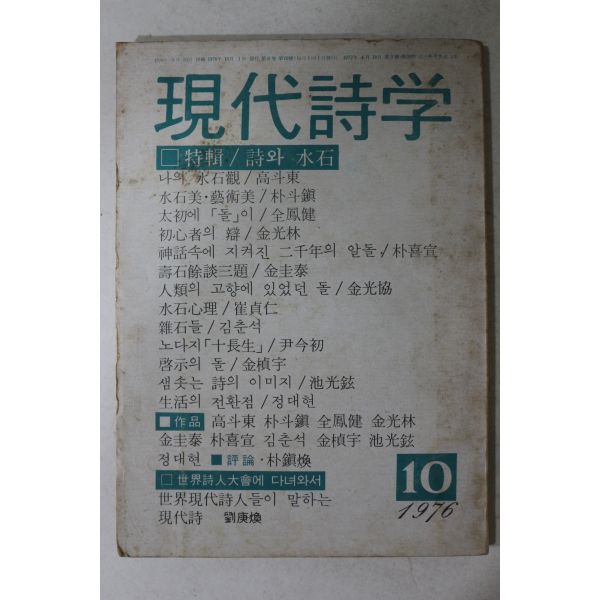 現代詩学
□ 特輯 / 詩와 水石
나의 水石觀 / 高斗東
水石美·藝術美 / 朴斗鎭
太初에 「돌」이 / 全鳳健
初心者의 辯 / 金光林
神話속에 지켜진 二千年의 알돌 / 朴喜宣
壽石餘談三題 / 金圭泰
人類의 고향에 있었던 돌 / 金光協
水石心理 / 崔貞仁
雜石들 / 김춘석
노다지「十長生」/ 尹今初
啓示의 돌 / 金楨宇
샘솟는 詩의 이미지 / 池光鉉
生活의 전환점 / 정대현
■ 作品 高斗東 朴斗鎭 全鳳健 金光林
金圭泰 朴喜宣 김춘석 金楨宇 池光鉉
정대현 ■ 評論 · 朴鎭煥
□ 世界詩人大會에 다녀와서
世界現代詩人들이 말하는
現代詩 劉庚煥
10
1976